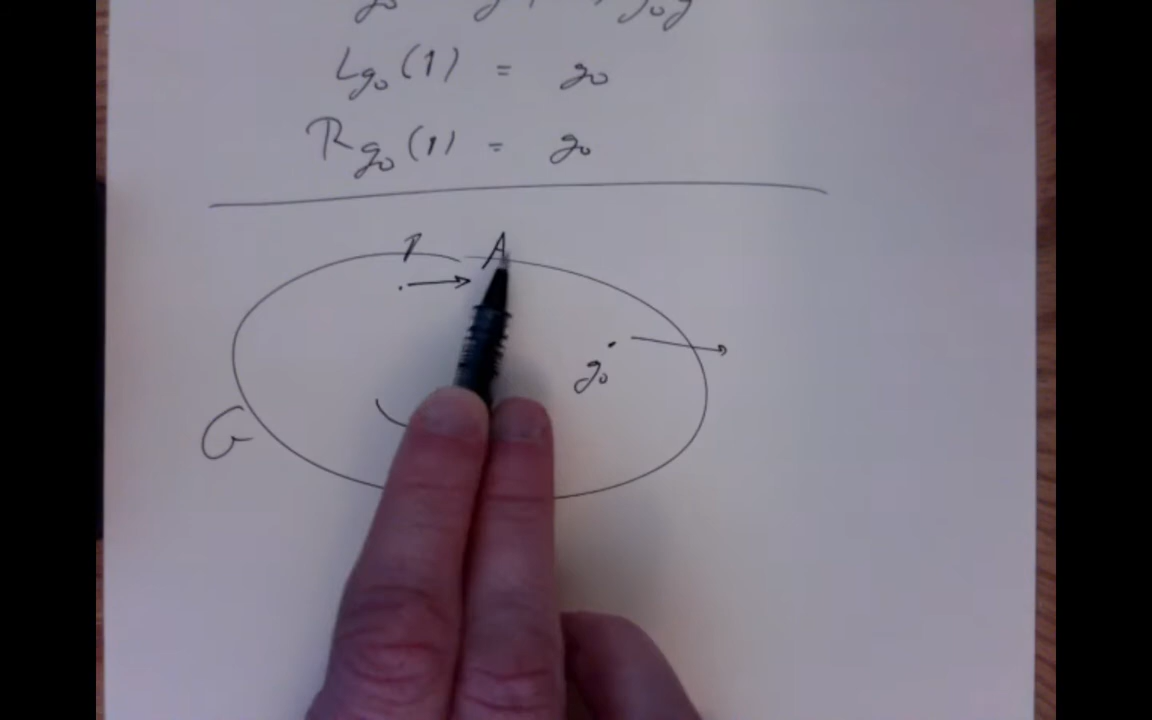 L_{g_0}(1) = g_0
R_{g_0}(1) = g_0
1 A
g_0
G